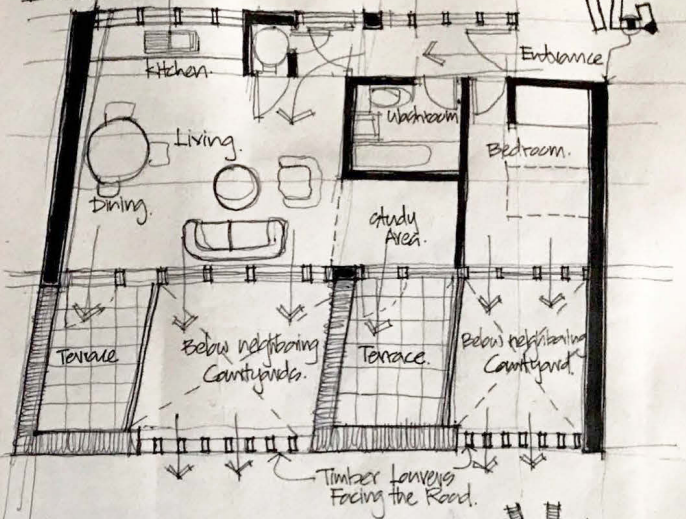 Entrance
Kitchen.
Washroom
Living.
Bedroom.
Dining.
Study
Area.
Terrace
Below neighboring
Courtyards.
Terrace.
Below neighboring
Courtyard.
Timber Louvers
Facing the Road.